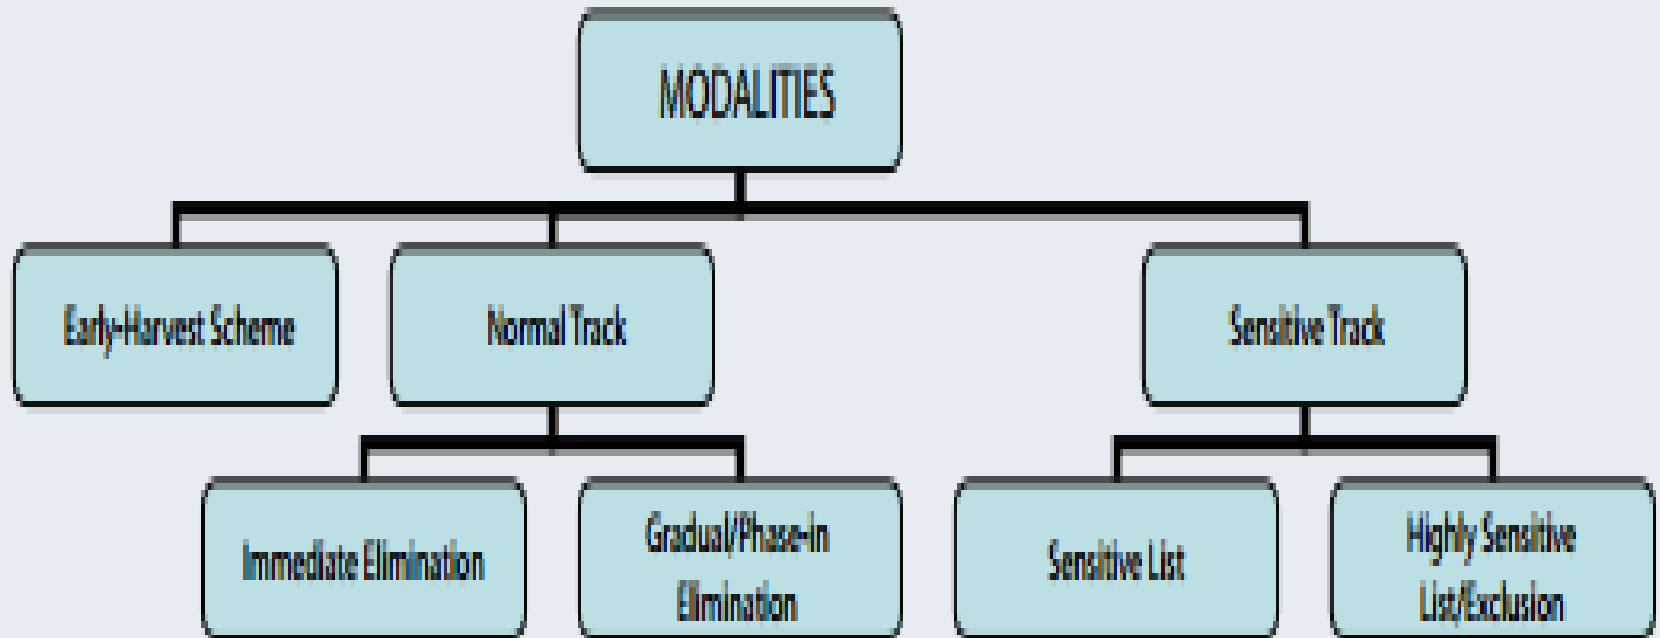 MODALITIES
Early-Harvest Scheme
Normal Track
Sensitive Track
Immediate Elimination
Gradual/Phase-in
Elimination
Sensitive List
Highly Sensitive
List/Exclusion